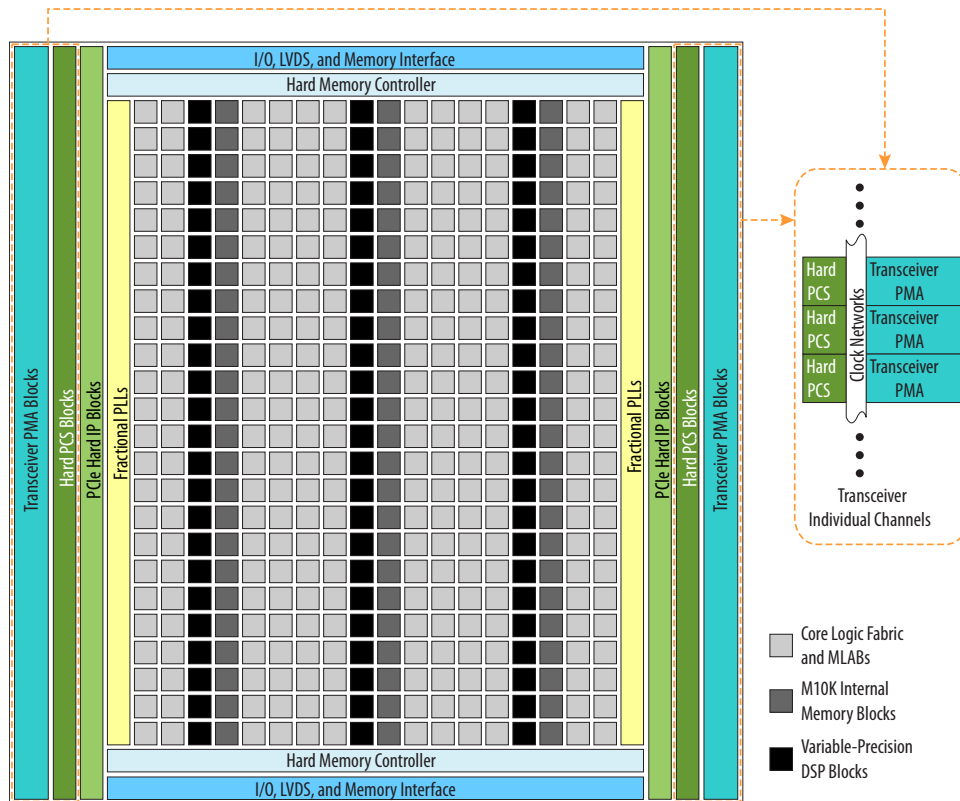 I/O, LVDS, and Memory Interface
Hard Memory Controller
Transceiver PMA Blocks
Hard PCS Blocks
PCIe Hard IP Blocks
Fractional PLLs
Fractional PLLs
PCIe Hard IP Blocks
Hard PCS Blocks
Transceiver PMA Blocks
Hard Memory Controller
I/O, LVDS, and Memory Interface
Hard
PCS
Transceiver
PMA
Hard
PCS
Transceiver
PMA
Hard
PCS
Transceiver
PMA
Clock Networks
Transceiver
Individual Channels
Core Logic Fabric
and MLABs
M10K Internal
Memory Blocks
Variable-Precision
DSP Blocks